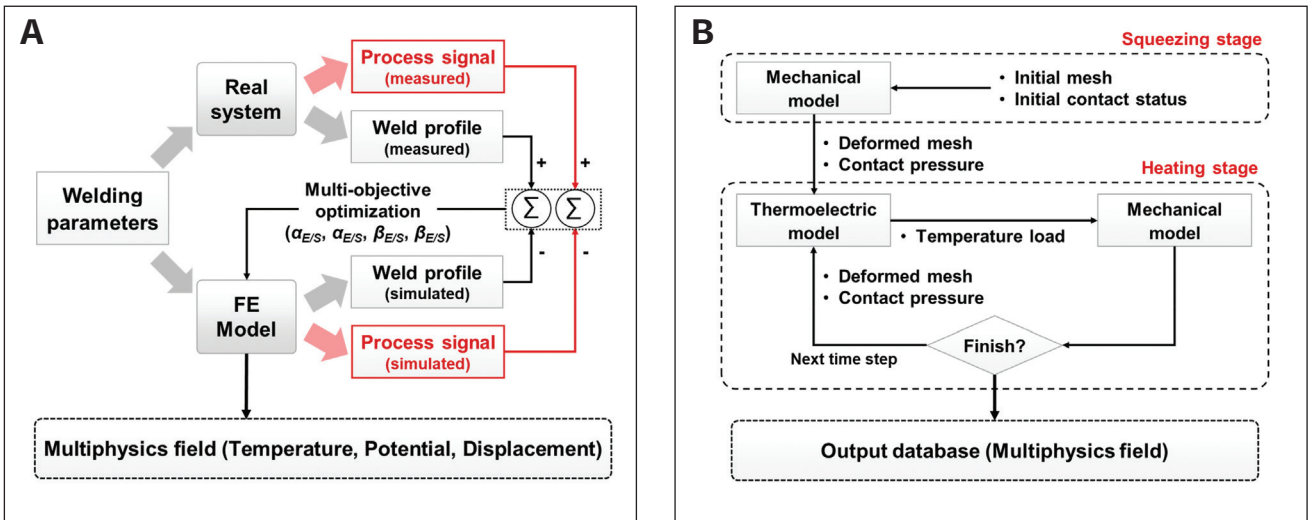 A
Process signal
(measured)
Real
system
Weld profile
(measured)
Welding
parameters
Multi-objective
optimization
(αE/S, αE/S, βE/S, βE/S)
+
+
Σ
Σ
-
-
Weld profile
(simulated)
FE
Model
Process signal
(simulated)
Multiphysics field (Temperature, Potential, Displacement)
B
Squeezing stage
Mechanical
model
• Initial mesh
• Initial contact status
• Deformed mesh
• Contact pressure
Heating stage
Thermoelectric
model
• Temperature load
Mechanical
model
• Deformed mesh
• Contact pressure
Finish?
Next time step
Output database (Multiphysics field)